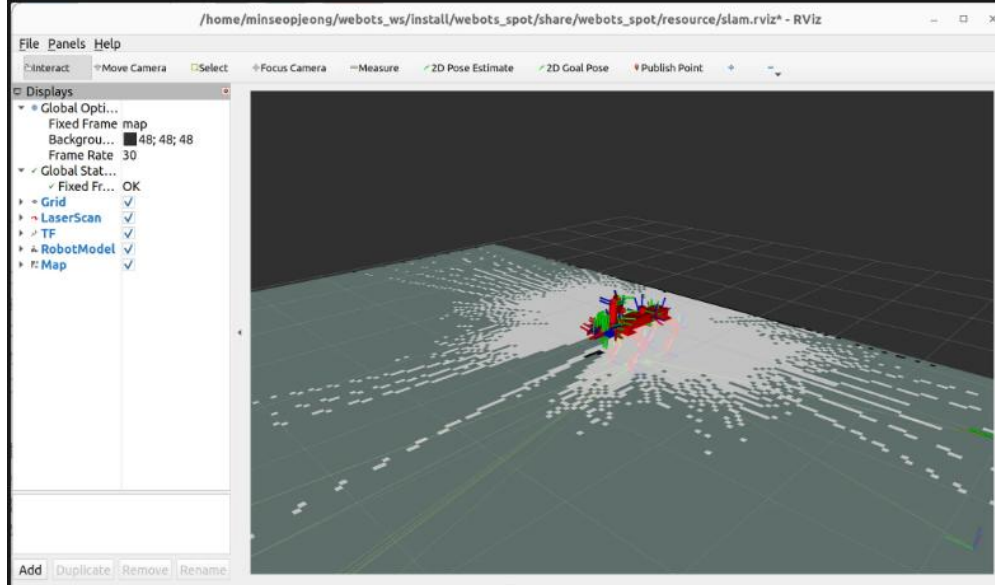 /home/minseopjeong/webots_ws/install/webots_spot/share/webots_spot/resource/slam.rviz* - RViz
File Panels Help
Interact Move Camera Select Focus Camera Measure 2D Pose Estimate 2D Goal Pose Publish Point
Displays
Global Opti...
Fixed Frame map
Backgrou... 48; 48; 48
Frame Rate 30
Global Stat...
Fixed Fr... OK
Grid
LaserScan
TF
RobotModel
Map
Add Duplicate Remove Rename